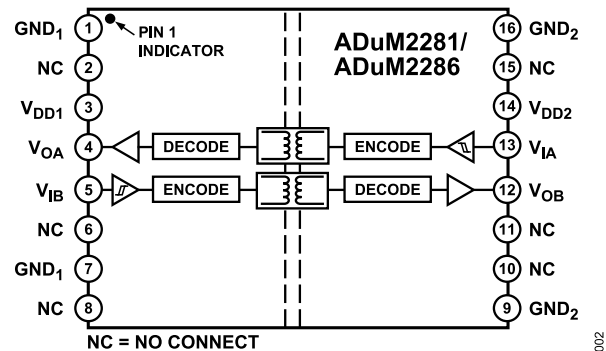 GND1 1 PIN 1 INDICATOR ADuM2281/ ADuM2286 16 GND2
NC 2 15 NC
VDD1 3 14 VDD2
VOA 4 DECODE ENCODE 13 VIA
VIB 5 ENCODE DECODE 12 VOB
NC 6 11 NC
GND1 7 10 NC
NC 8 9 GND2
NC = NO CONNECT
002